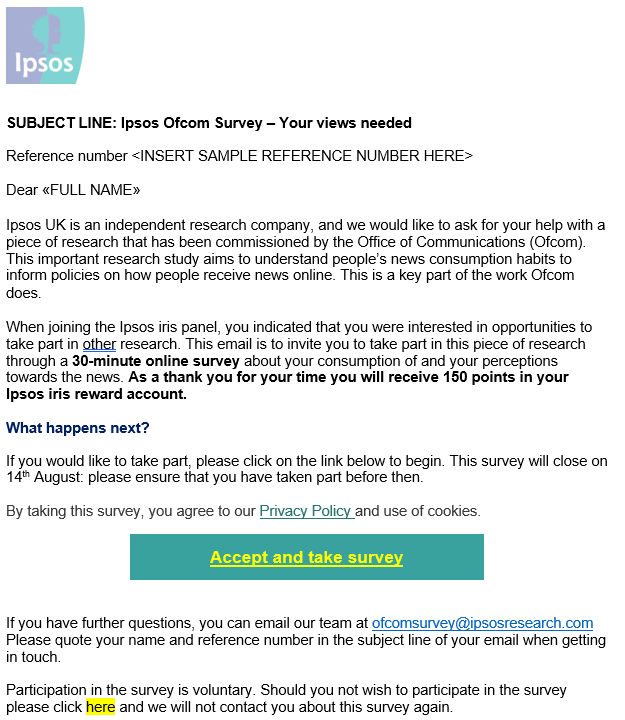 Ipsos
SUBJECT LINE: Ipsos Ofcom Survey – Your views needed
Reference number <INSERT SAMPLE REFERENCE NUMBER HERE>
Dear «FULL NAME»
Ipsos UK is an independent research company, and we would like to ask for your help with a
piece of research that has been commissioned by the Office of Communications (Ofcom).
This important research study aims to understand people’s news consumption habits to
inform policies on how people receive news online. This is a key part of the work Ofcom
does.
When joining the Ipsos iris panel, you indicated that you were interested in opportunities to
take part in other research. This email is to invite you to take part in this piece of research
through a 30-minute online survey about your consumption of and your perceptions
towards the news. As a thank you for your time you will receive 150 points in your
Ipsos iris reward account.
What happens next?
If you would like to take part, please click on the link below to begin. This survey will close on
14th August: please ensure that you have taken part before then.
By taking this survey, you agree to our Privacy Policy and use of cookies.
Accept and take survey
If you have further questions, you can email our team at ofcomsurvey@ipsosresearch.com
Please quote your name and reference number in the subject line of your email when getting
in touch.
Participation in the survey is voluntary. Should you not wish to participate in the survey
please click here and we will not contact you about this survey again.